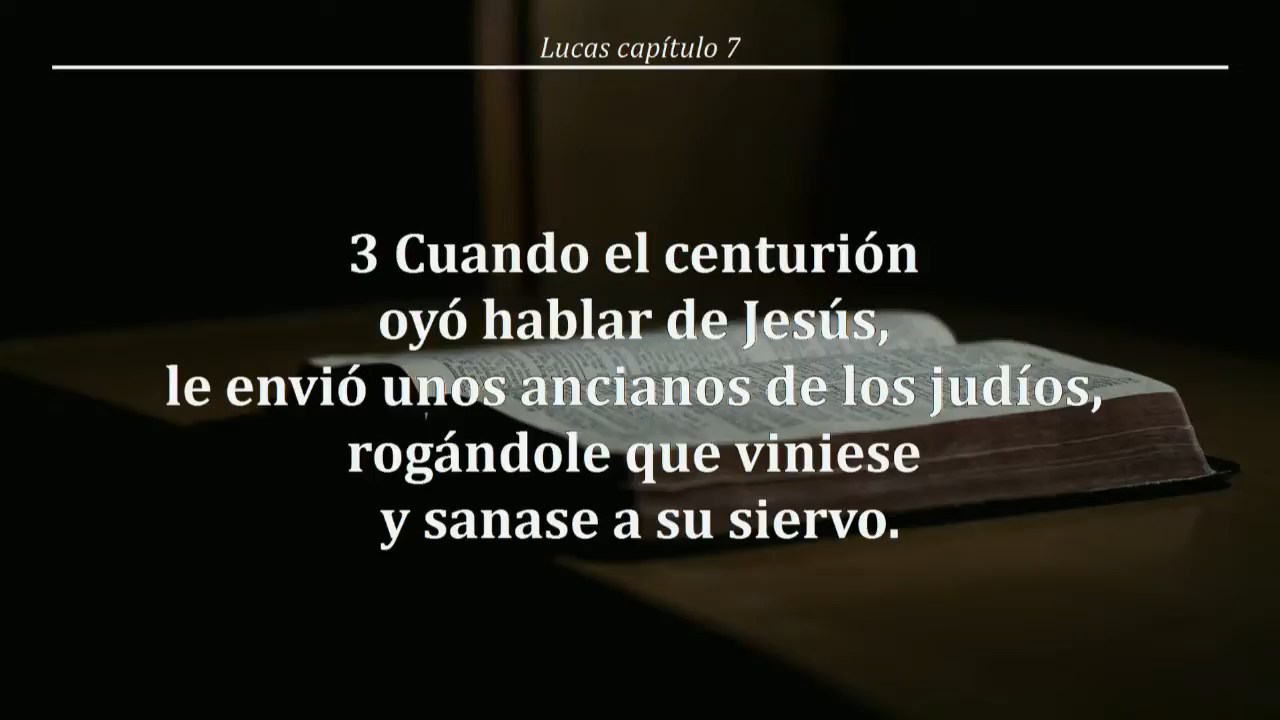 Lucas capítulo 7
3 Cuando el centurión
oyó hablar de Jesús,
le envió unos ancianos de los judíos,
rogándole que viniese
y sanase a su siervo.